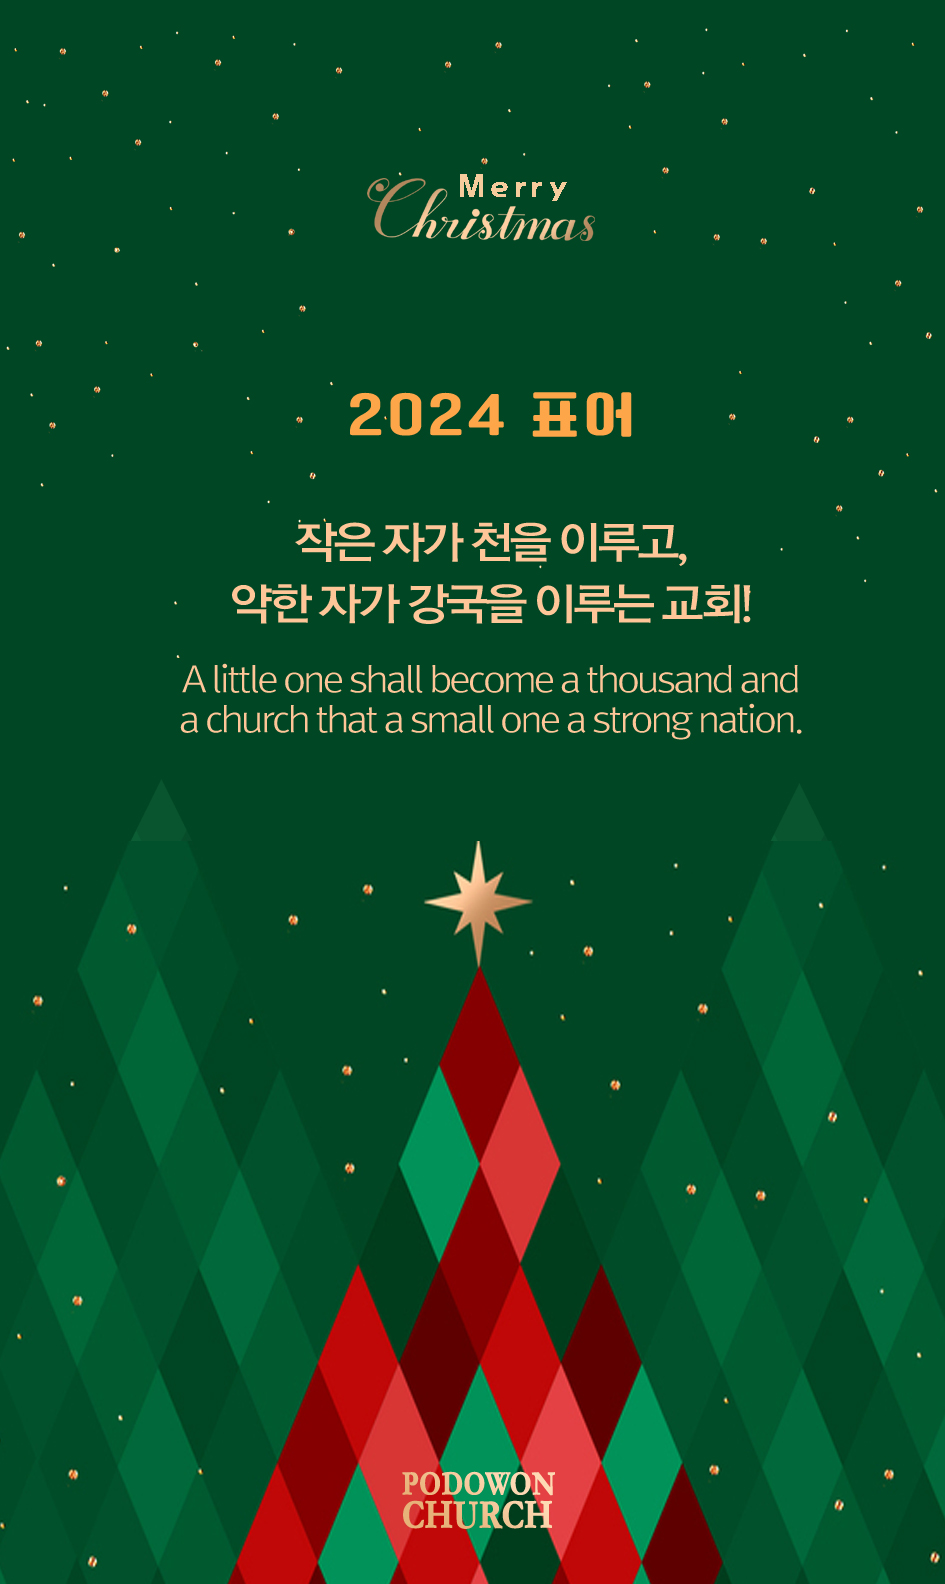 Merry
Christmas
2024 표어
작은 자가 천을 이루고,
약한 자가 강국을 이루는 교회!
A little one shall become a thousand and
a church that a small one a strong nation.
PODOWON
CHURCH